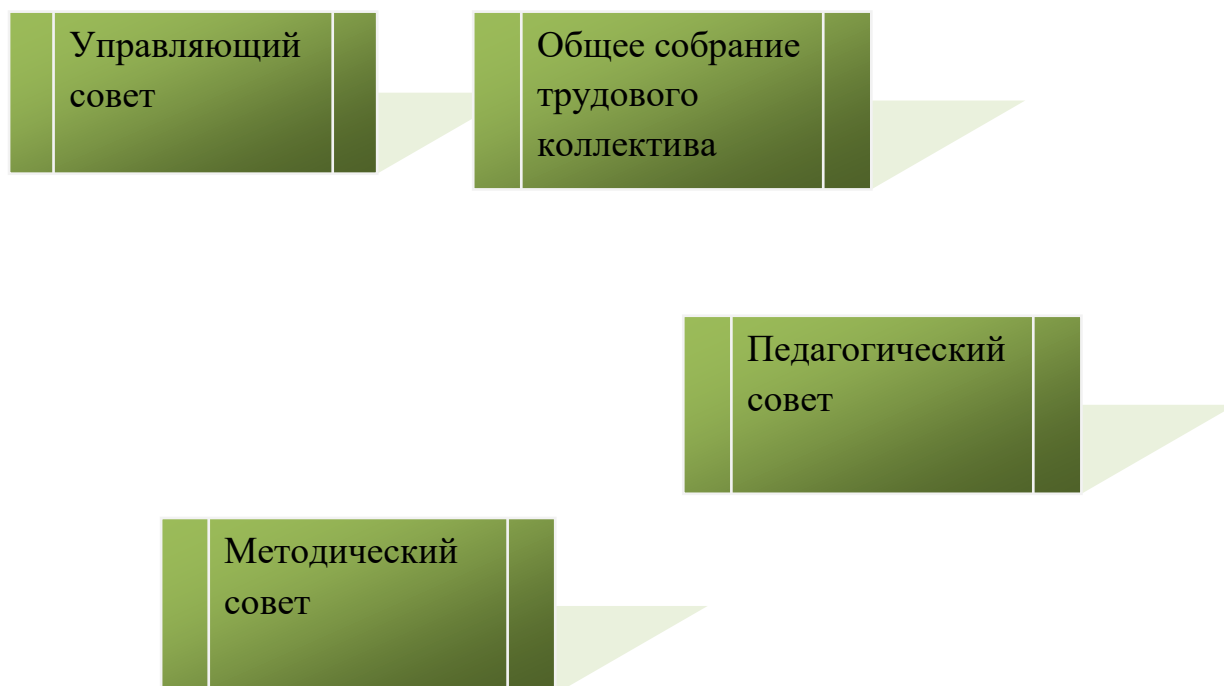 Управляющий
совет
Общее собрание
трудового
коллектива
Педагогический
совет
Методический
совет